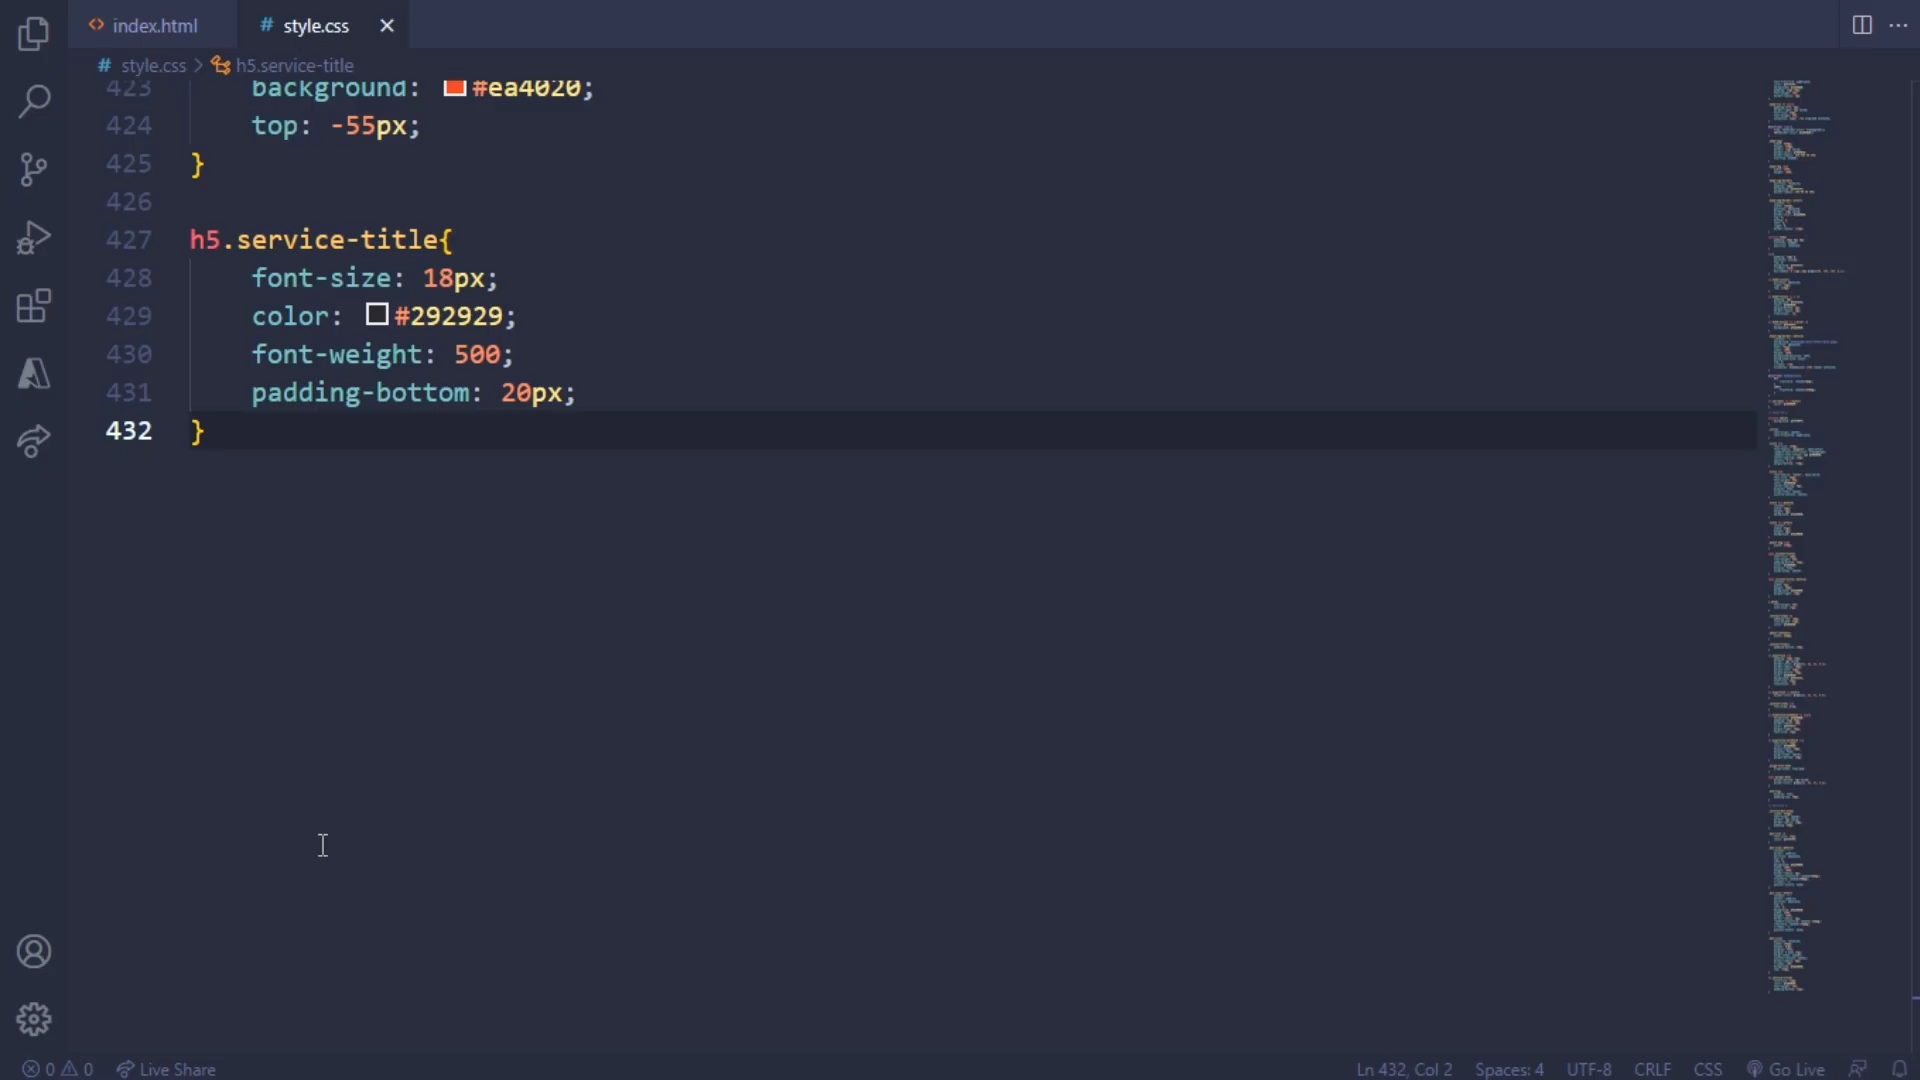 index.html
# style.css
# style.css > h5.service-title
423 background: #ea4020;
424 top: -55px;
425 }
426
427 h5.service-title{
428 font-size: 18px;
429 color: #292929;
430 font-weight: 500;
431 padding-bottom: 20px;
432 }
0 0 Live Share Ln 432, Col 2 Spaces: 4 UTF-8 CRLF CSS Go Live